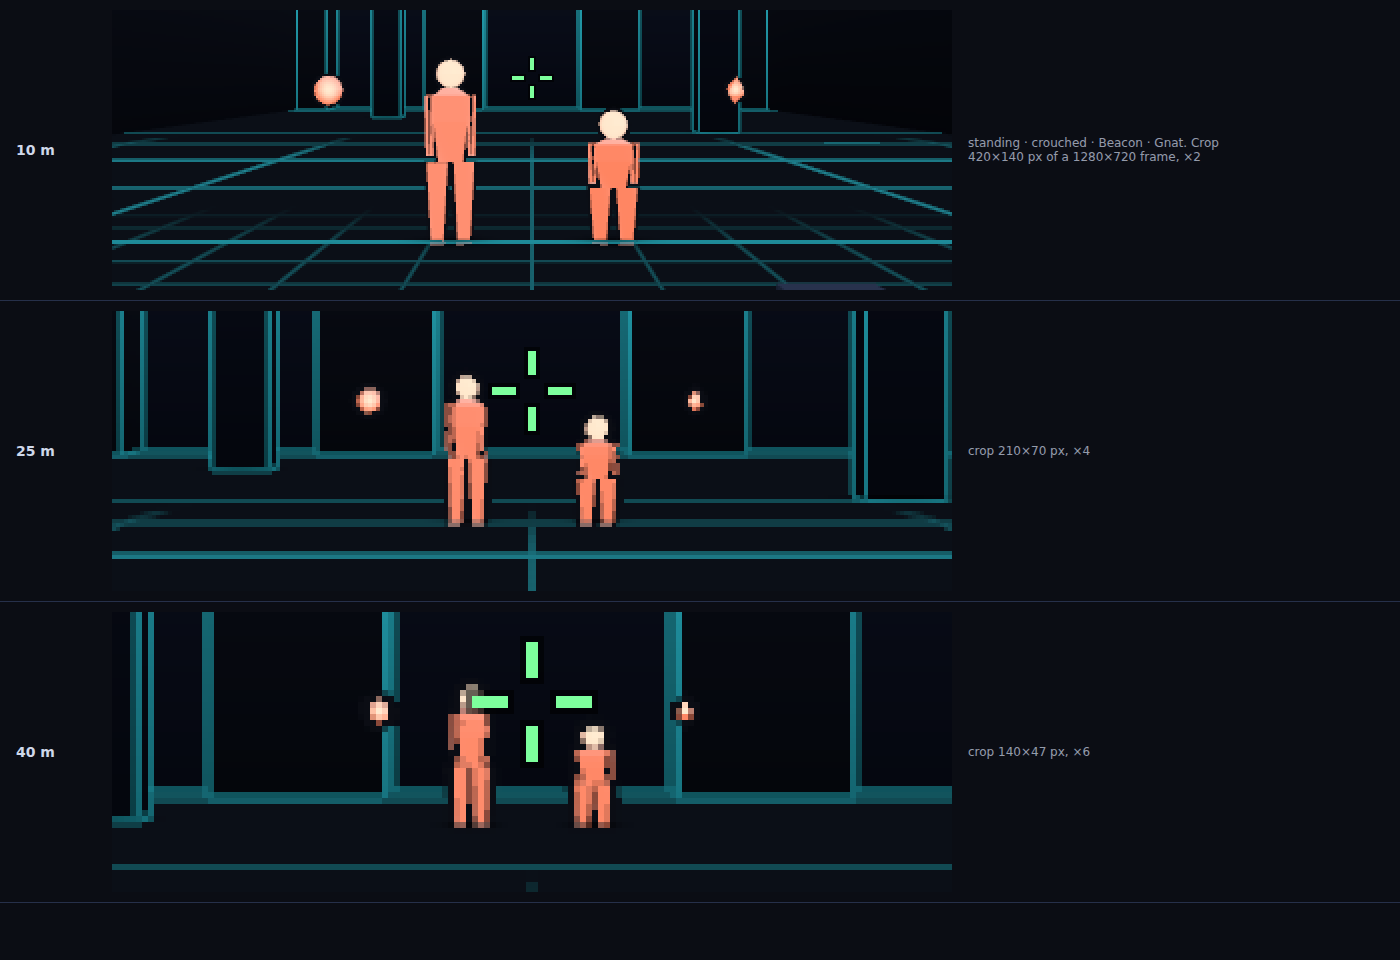 10 m
standing · crouched · Beacon · Gnat. Crop
420×140 px of a 1280×720 frame, ×2
25 m
crop 210×70 px, ×4
40 m
crop 140×47 px, ×6